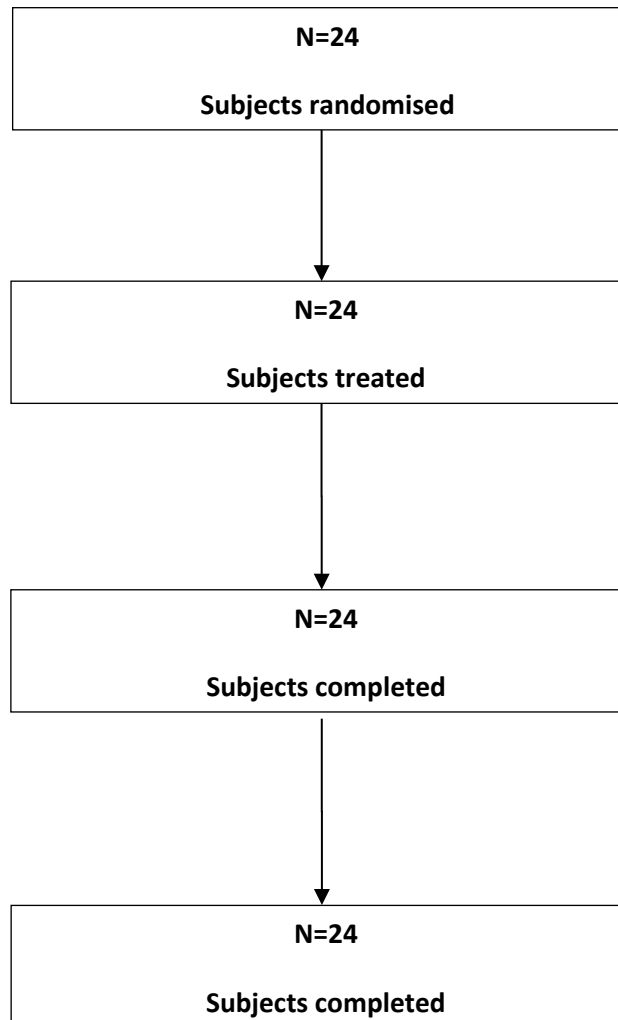 N=24
Subjects randomised
N=24
Subjects treated
N=24
Subjects completed
N=24
Subjects completed